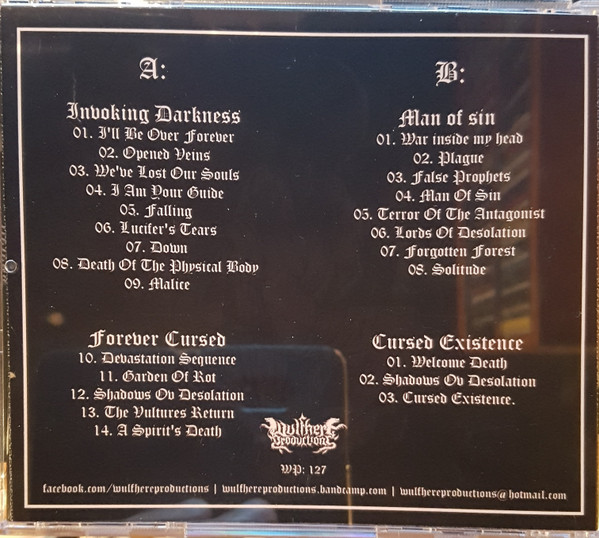 A:
Invoking Darkness
01. I'll Be Over Forever
02. Opened Veins
03. We've Lost Our Souls
04. I Am Your Guide
05. Falling
06. Lucifer's Tears
07. Down
08. Death Of The Physical Body
09. Malice
Forever Cursed
10. Devastation Sequence
11. Garden Of Rot
12. Shadows Ov Desolation
13. The Vultures Return
14. A Spirit's Death
B:
Man of sin
01. War inside my head
02. Plague
03. False Prophets
04. Man Of Sin
05. Terror Of The Antagonist
06. Lords Of Desolation
07. Forgotten Forest
08. Solitude
Cursed Existence
01. Welcome Death
02. Shadows Ov Desolation
03. Cursed Existence.
Wulfhere
Productions
WP: 127
facebook.com/wulfhereproductions | wulfhereproductions.bandcamp.com | wulfhereproductions@hotmail.com